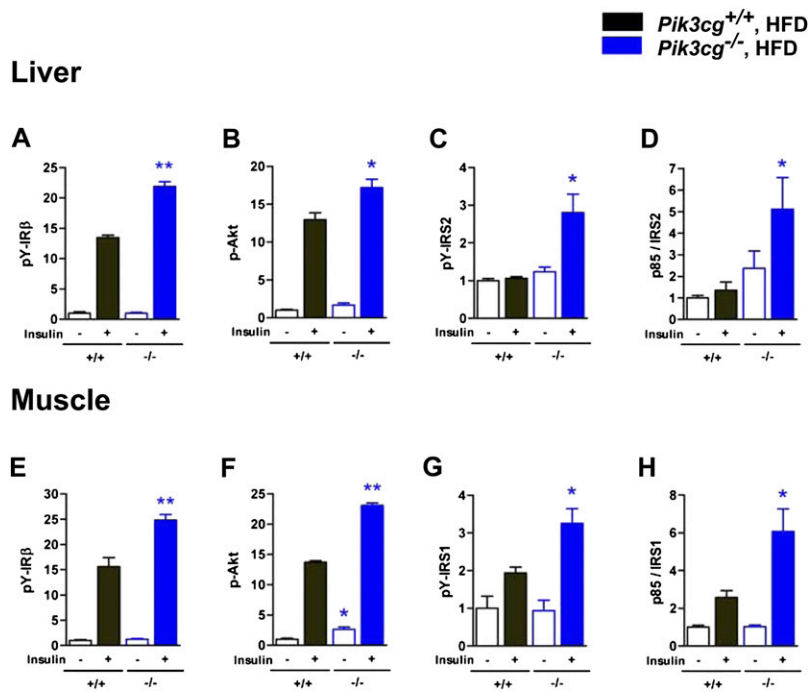 Pik3cg+/+, HFD
Pik3cg-/-, HFD
Liver
A
pY-IRβ
25
20
15
10
5
0
**
Insulin - + - +
+/+ -/-
B
p-Akt
20
15
10
5
0
*
Insulin - + - +
+/+ -/-
C
pY-IRS2
4
3
2
1
0
*
Insulin - + - +
+/+ -/-
D
p85 / IRS2
7
6
5
4
3
2
1
0
*
Insulin - + - +
+/+ -/-
Muscle
E
pY-IRβ
30
25
20
15
10
5
0
**
Insulin - + - +
+/+ -/-
F
p-Akt
25
20
15
10
5
0
*
**
Insulin - + - +
+/+ -/-
G
pY-IRS1
4
3
2
1
0
*
Insulin - + - +
+/+ -/-
H
p85 / IRS1
8
6
4
2
0
*
Insulin - + - +
+/+ -/-